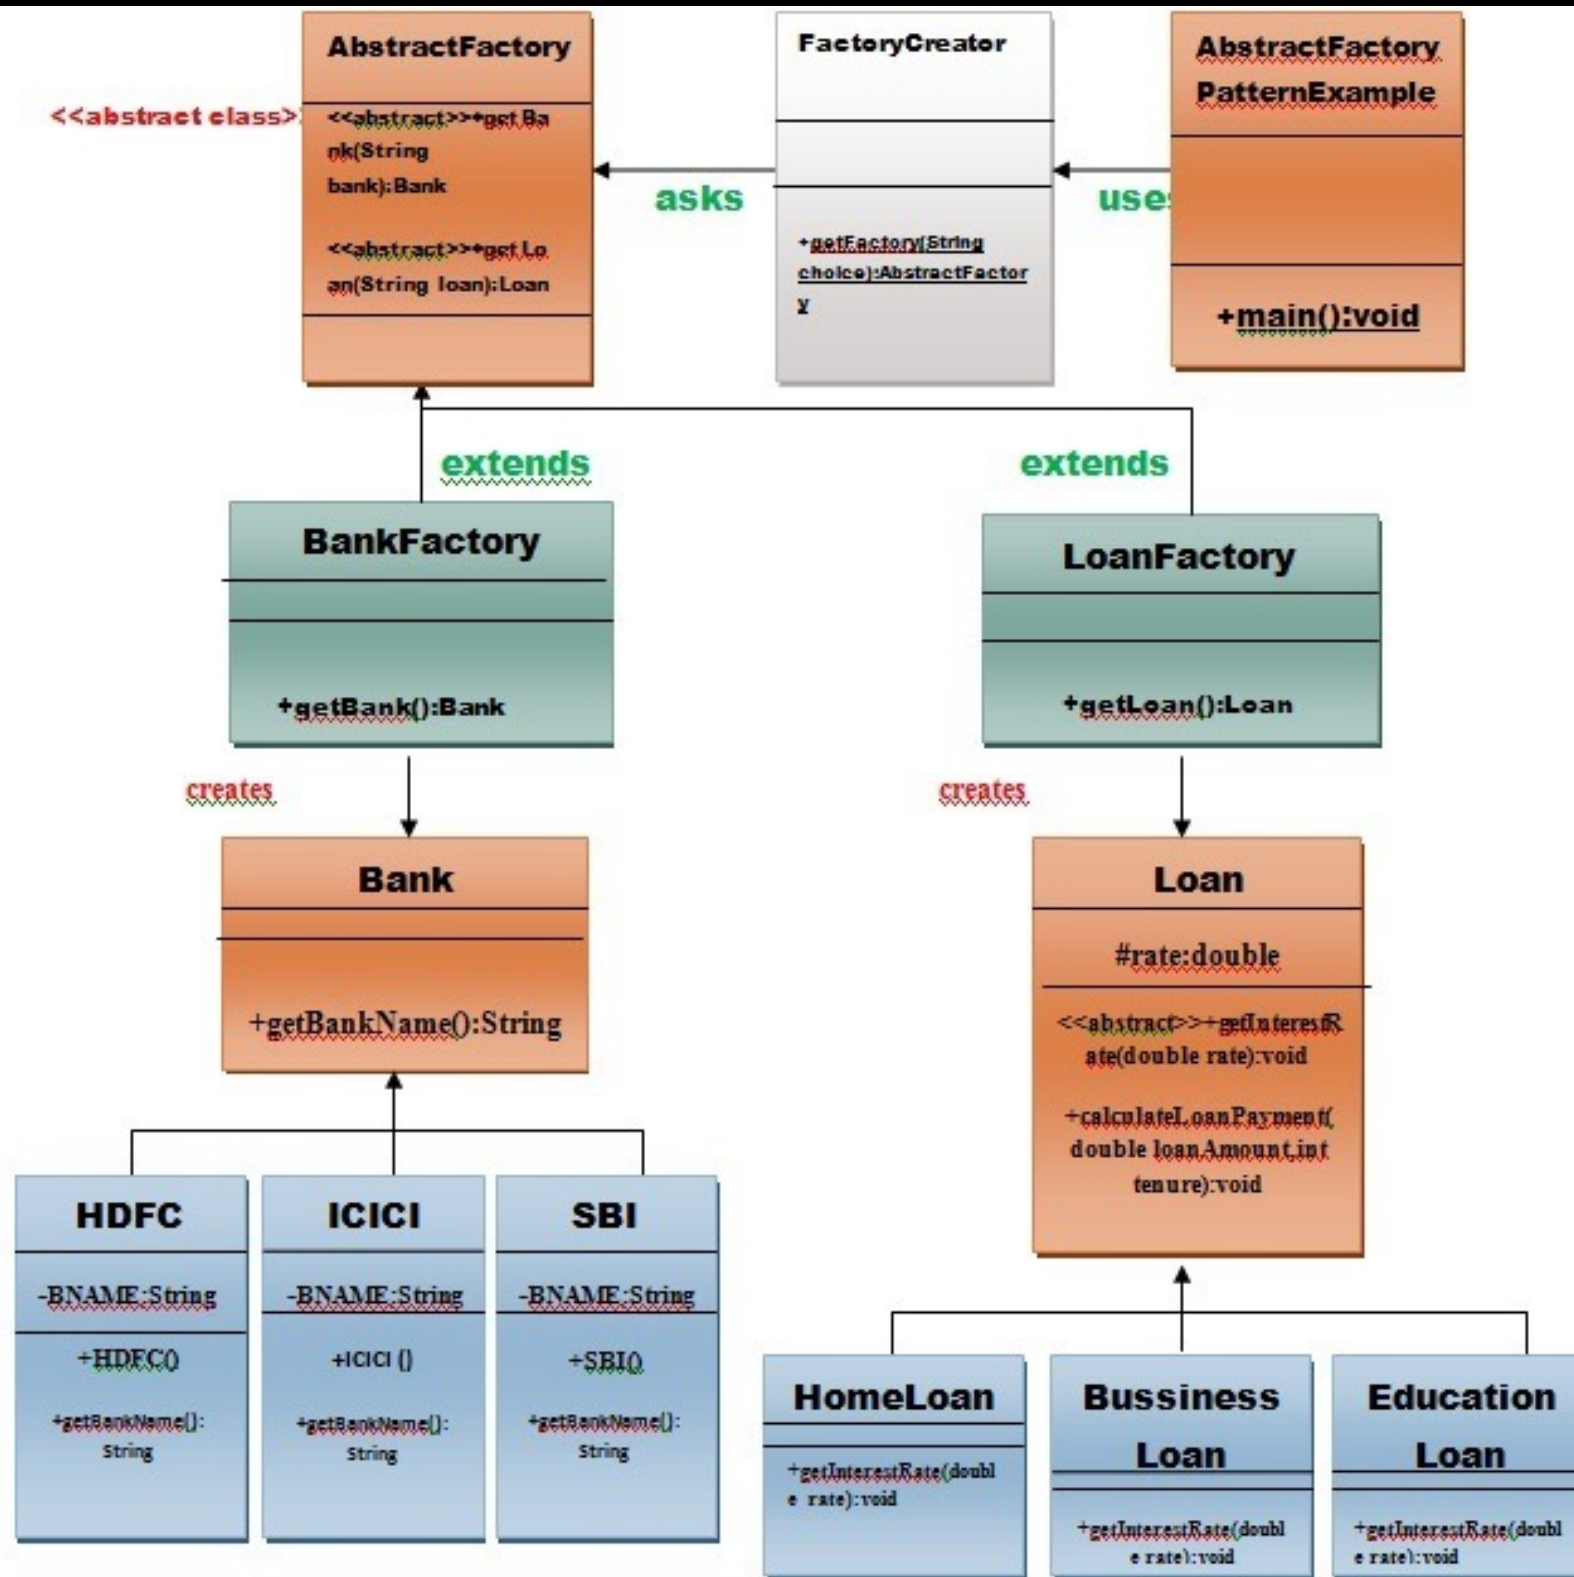 AbstractFactory
<<abstract class>
<<abstract>>+get Ba
nk(String
bank):Bank
<<abstract>>+get Lo
an(String loan):Loan
asks
FactoryCreator
+getFactory(String
choice):AbstractFactor
y
uses
AbstractFactory
PatternExample
+main():void
extends
extends
BankFactory
+getBank():Bank
LoanFactory
+getLoan():Loan
creates
creates
Bank
+getBankName():String
Loan
#rate:double
<<abstract>>+getInterestR
ate(double rate):void
+calculateLoanPayment(
double loanAmount,int
tenure):void
HDFC
-BNAME:String
+HDFC()
+getBankName():
String
ICICI
-BNAME:String
+ICICI ()
+getBankName():
String
SBI
-BNAME:String
+SBI()
+getBankName():
String
HomeLoan
+getInterestRate(doubl
e rate):void
Bussiness
Loan
+getInterestRate(doubl
e rate):void
Education
Loan
+getInterestRate(doubl
e rate):void